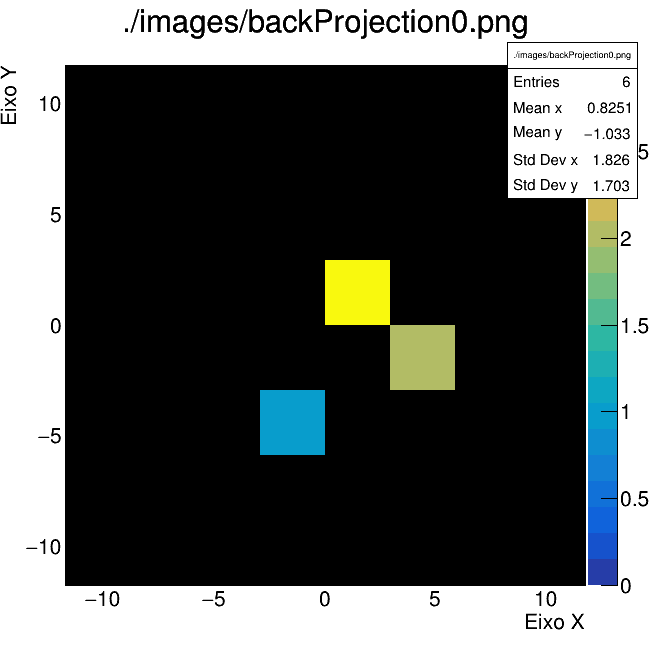 ./images/backProjection0.png
Eixo Y
./images/backProjection0.png
Entries 6
Mean x 0.8251
Mean y −1.033
Std Dev x 1.826
Std Dev y 1.703
10
5
0
−5
−10
5
2
1.5
1
0.5
0
−10 −5 0 5 10
Eixo X